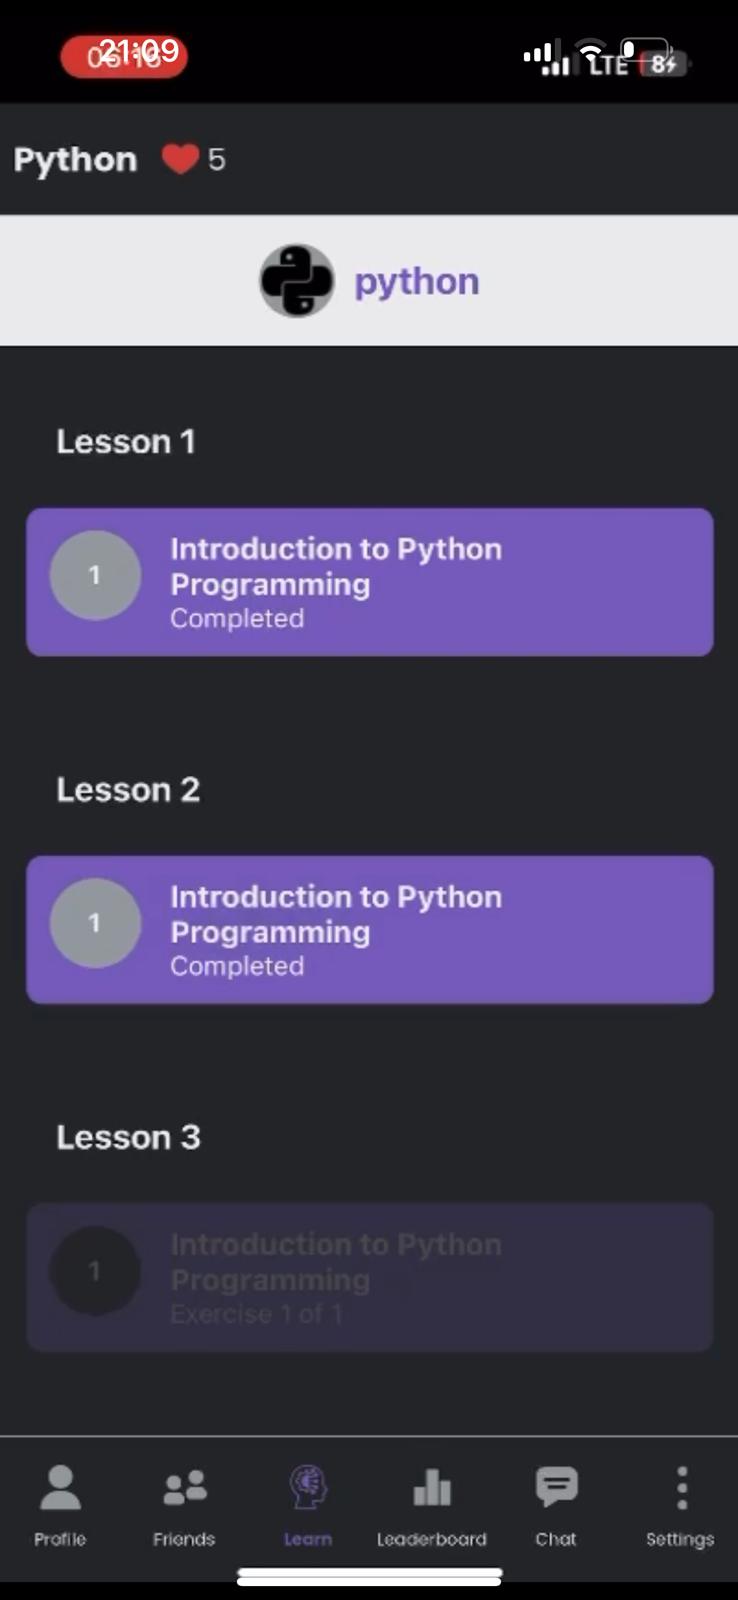 21:09
LTE 8
Python 5
python
Lesson 1
1
Introduction to Python
Programming
Completed
Lesson 2
1
Introduction to Python
Programming
Completed
Lesson 3
1
Introduction to Python
Programming
Exercise 1 of 1
Profile Friends Learn Leaderboard Chat Settings